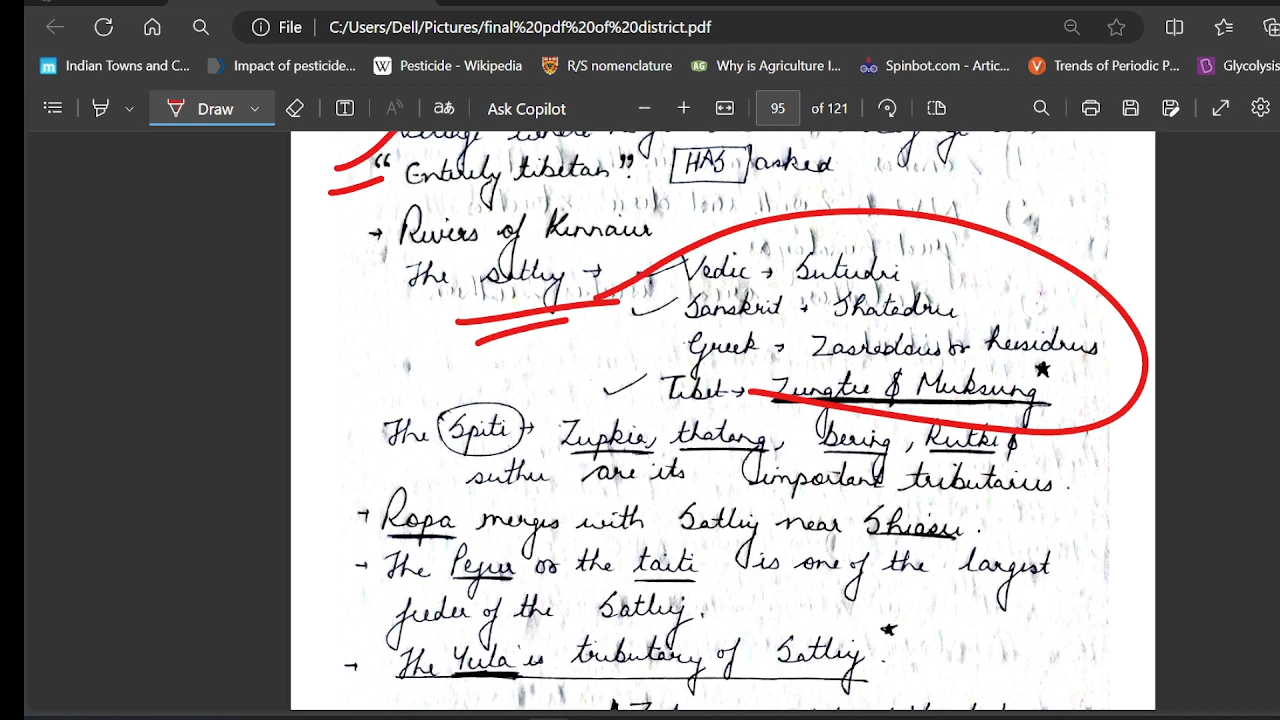 File C:/Users/Dell/Pictures/final%20pdf%20of%20district.pdf
Indian Towns and C... Impact of pesticide... Pesticide - Wikipedia R/S nomenclature Why is Agriculture I... Spinbot.com - Artic... Trends of Periodic P... Glycolysis
Draw Ask Copilot 95 of 121
village where
"Entirely tibetan" HAS asked
→ Rivers of Kinnaur
The Satluj → Vedic → Sutudri
Sanskrit → Shatadru
Greek → Zasreddus or hesidrus
Tibet → Zungtee & Muksung
The Spiti → Zupkia, thatang, bering, Rutki &
are its important tributaries.
→ Ropa merges with Satluj near Shiasu.
→ The Pejur or the taiti is one of the largest
feeder of the Satluj.
→ The Yula is tributary of Satluj.